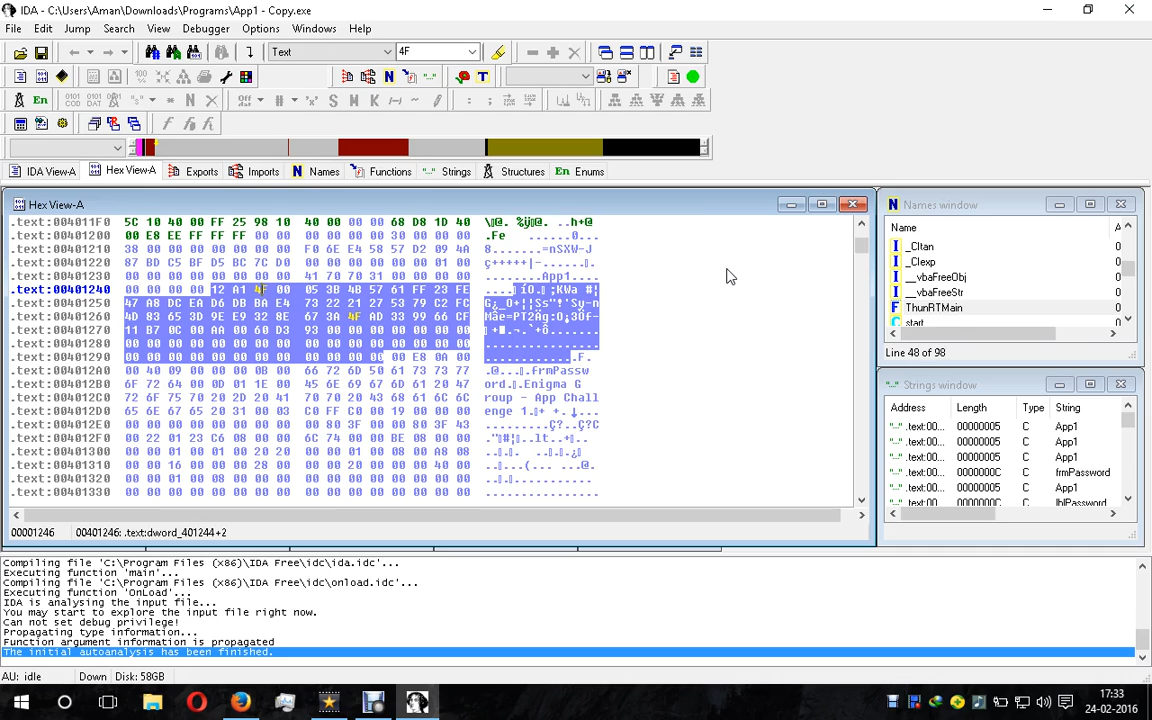 IDA - C:\Users\Aman\Downloads\Programs\App1 - Copy.exe
File Edit Jump Search View Debugger Options Windows Help
Text 4F
IDA View-A Hex View-A Exports Imports N Names Functions Strings Structures En Enums
Hex View-A
.text:004011F0 5C 10 40 00 FF 25 98 10 40 00 00 00 68 D8 1D 40
.text:00401200 00 E8 EE FF FF FF 00 00 00 00 00 00 30 00 00 00
.text:00401210 38 00 00 00 00 00 00 00 F0 6E E4 58 57 D2 09 4A
.text:00401220 87 BD C5 BF D5 BC 7C D0 00 00 00 00 00 00 01 00
.text:00401230 00 00 00 00 00 00 00 00 41 70 70 31 00 00 00 00 ............App1....
.text:00401240 00 00 00 00 12 A1 4F 00 05 3B 4B 57 61 FF 23 FE
.text:00401250 47 A8 DC EA D6 DB BA E4 73 22 21 27 53 79 C2 FC
.text:00401260 4D 83 65 3D 9E E9 32 8E 67 3A 4F AD 33 99 66 CF
.text:00401270 11 B7 0C 00 AA 00 60 D3 93 00 00 00 00 00 00 00
.text:00401280 00 00 00 00 00 00 00 00 00 00 00 00 00 00 00 00 ................
.text:00401290 00 00 00 00 00 00 00 00 00 00 00 00 00 00 E8 0A
.text:004012A0 00 40 09 00 00 00 0B 00 66 72 6D 50 61 73 73 77 frmPassw
.text:004012B0 6F 72 64 00 0D 01 1E 00 45 6E 69 67 6D 61 20 47 Enigma G
.text:004012C0 72 6F 75 70 20 2D 20 41 70 70 20 43 68 61 6C 6C roup - App Chall
.text:004012D0 65 6E 67 65 20 31 00 03 C0 FF C0 00 19 00 00 00
.text:004012E0 00 00 00 00 00 00 00 00 00 80 3F 00 00 80 3F 43
.text:004012F0 00 22 01 23 C6 08 00 00 6C 74 00 00 BE 08 00 00
.text:00401300 00 00 01 00 01 00 20 20 00 00 01 00 08 00 A8 08
.text:00401310 00 00 16 00 00 00 28 00 00 00 20 00 00 00 40 00
.text:00401320 00 00 01 00 08 00 00 00 00 00 00 00 00 00 00 00
.text:00401330 00 00 00 00 00 00 00 00 00 00 00 00 00 00 00 00 ................
00001246 00401246: .text:dword_401244+2
Names window
Name A
_CItan 0
_CIexp 0
__vbaFreeObj 0
__vbaFreeStr 0
ThunRTMain 0
start 0
Line 48 of 98
Strings window
Address Length Type String
.text:00... 00000005 C App1
.text:00... 00000005 C App1
.text:00... 00000005 C App1
.text:00... 0000000C C frmPassword
.text:00... 00000005 C App1
.text:00... 0000000C C lblPassword
Compiling file 'C:\Program Files (x86)\IDA Free\idc\ida.idc'...
Executing function 'main'...
Compiling file 'C:\Program Files (x86)\IDA Free\idc\onload.idc'...
Executing function 'OnLoad'...
IDA is analysing the input file...
You may start to explore the input file right now.
Can not set debug privilege!
Propagating type information...
Function argument information is propagated
The initial autoanalysis has been finished.
AU: idle Down Disk: 58GB
17:33
24-02-2016